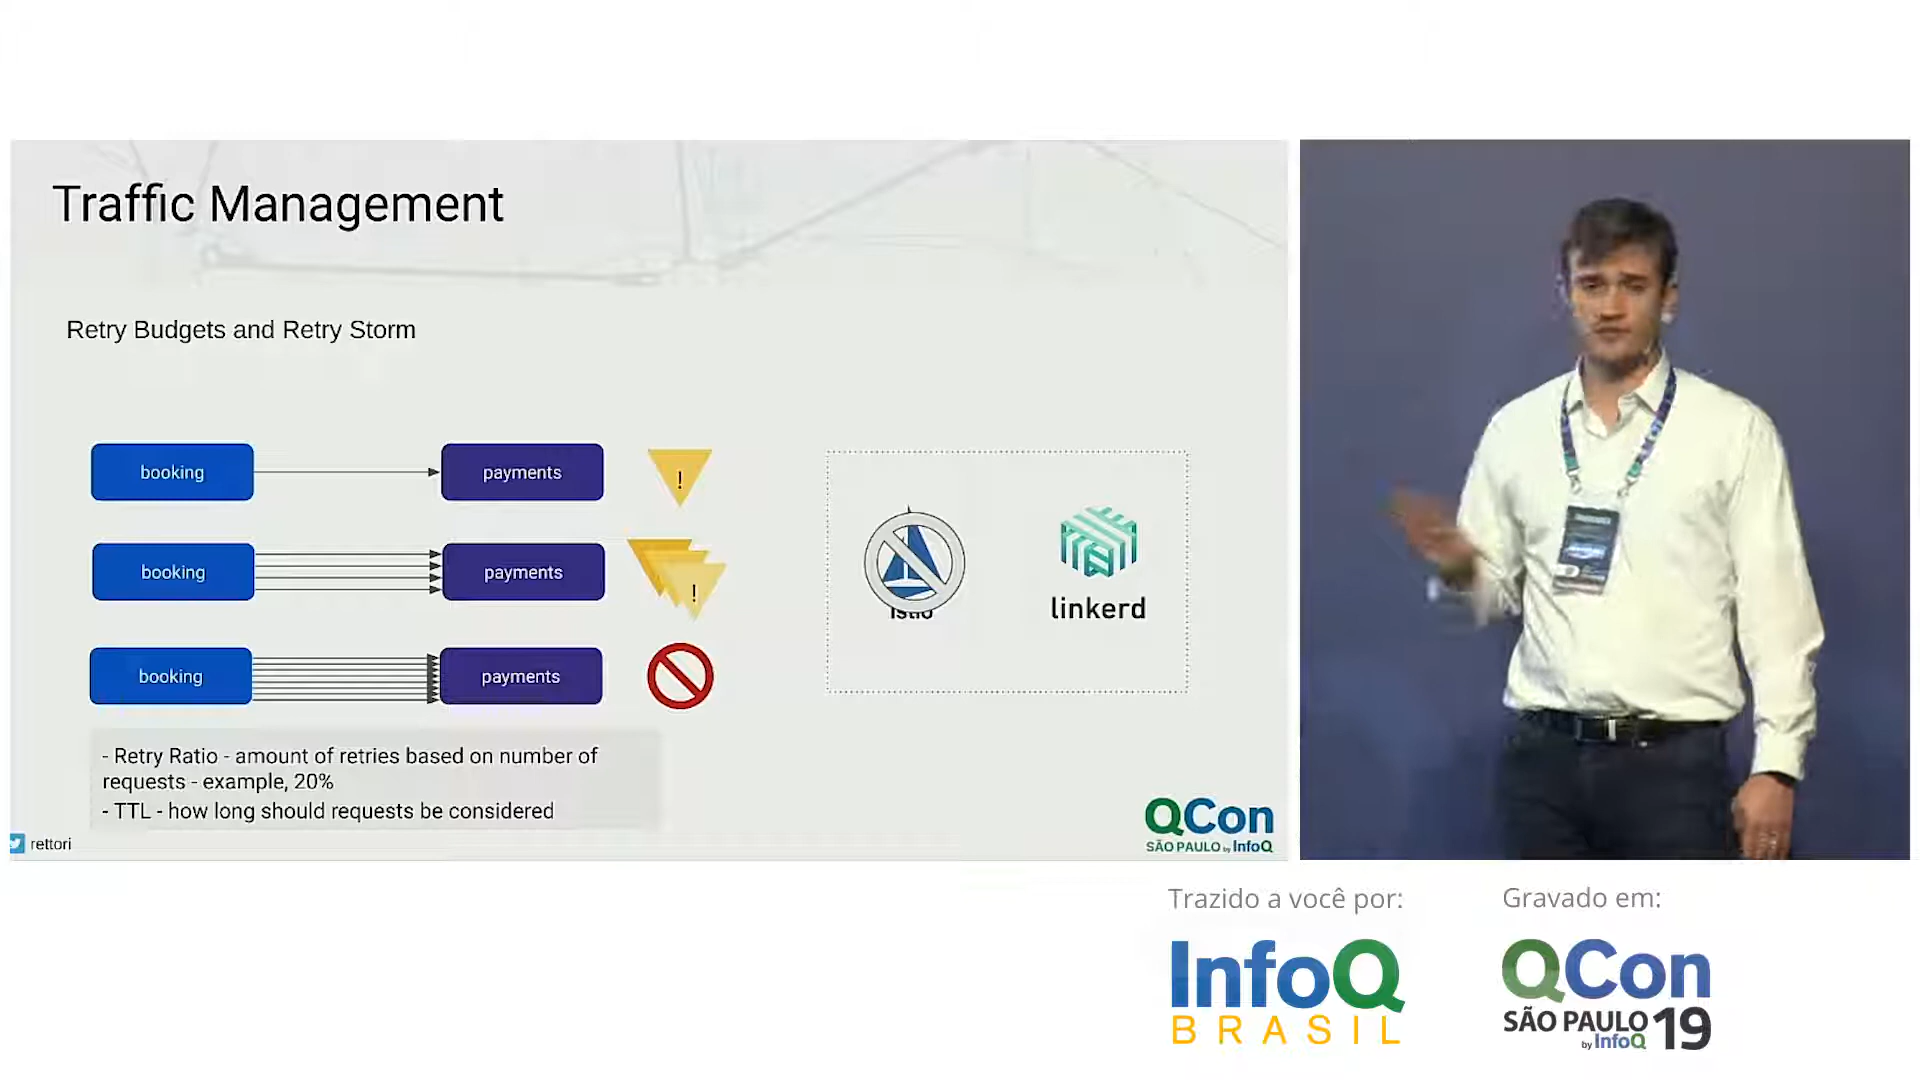 Traffic Management
Retry Budgets and Retry Storm
booking
payments
!
booking
payments
!
booking
payments
istio
linkerd
- Retry Ratio - amount of retries based on number of
requests - example, 20%
- TTL - how long should requests be considered
rettori
QCon
SÃO PAULO by InfoQ
Trazido a você por:
InfoQ
BRASIL
Gravado em:
QCon
SÃO PAULO 19
by InfoQ